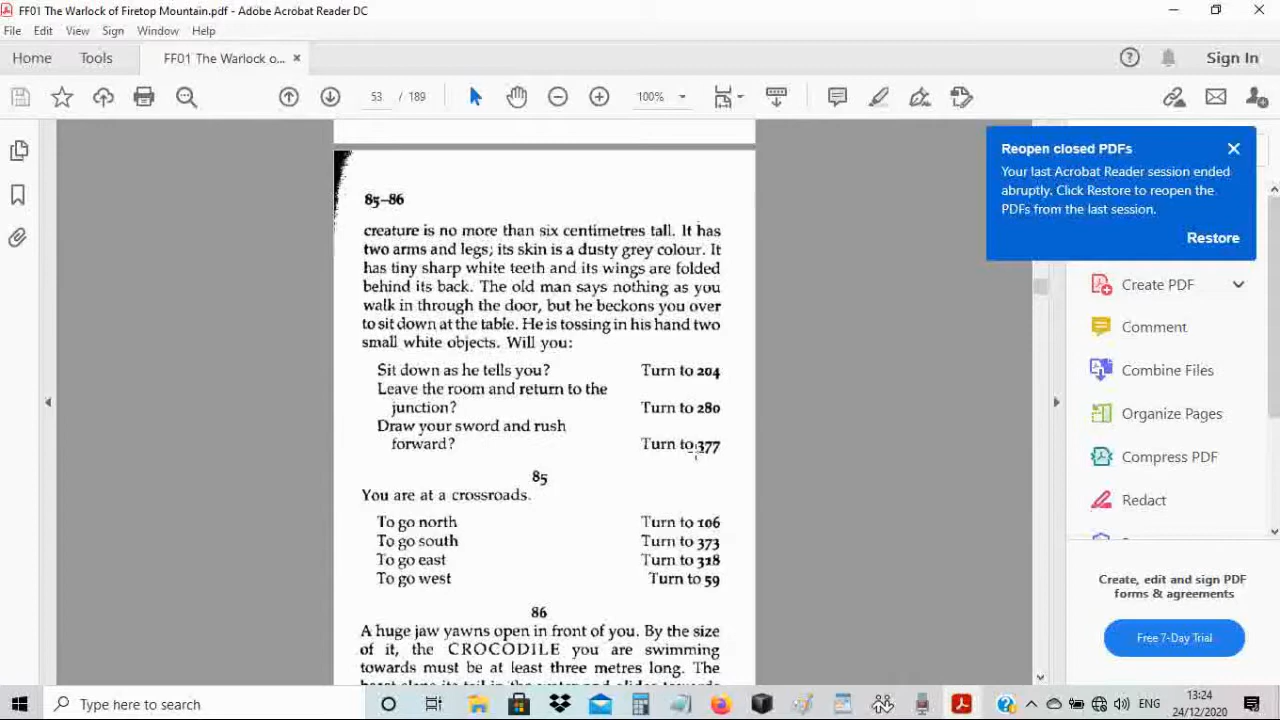 FF01 The Warlock of Firetop Mountain.pdf - Adobe Acrobat Reader DC
File Edit View Sign Window Help
Home Tools FF01 The Warlock o... × Sign In
53 / 189 100%
Reopen closed PDFs
Your last Acrobat Reader session ended
abruptly. Click Restore to reopen the
PDFs from the last session.
Restore
85–86
creature is no more than six centimetres tall. It has
two arms and legs; its skin is a dusty grey colour. It
has tiny sharp white teeth and its wings are folded
behind its back. The old man says nothing as you
walk in through the door, but he beckons you over
to sit down at the table. He is tossing in his hand two
small white objects. Will you:
Sit down as he tells you? Turn to 204
Leave the room and return to the
junction? Turn to 280
Draw your sword and rush
forward? Turn to 377
85
You are at a crossroads.
To go north Turn to 106
To go south Turn to 373
To go east Turn to 318
To go west Turn to 59
86
A huge jaw yawns open in front of you. By the size
of it, the CROCODILE you are swimming
towards must be at least three metres long. The
Create PDF
Comment
Combine Files
Organize Pages
Compress PDF
Redact
Create, edit and sign PDF
forms & agreements
Free 7-Day Trial
Type here to search
ENG
13:24
24/12/2020